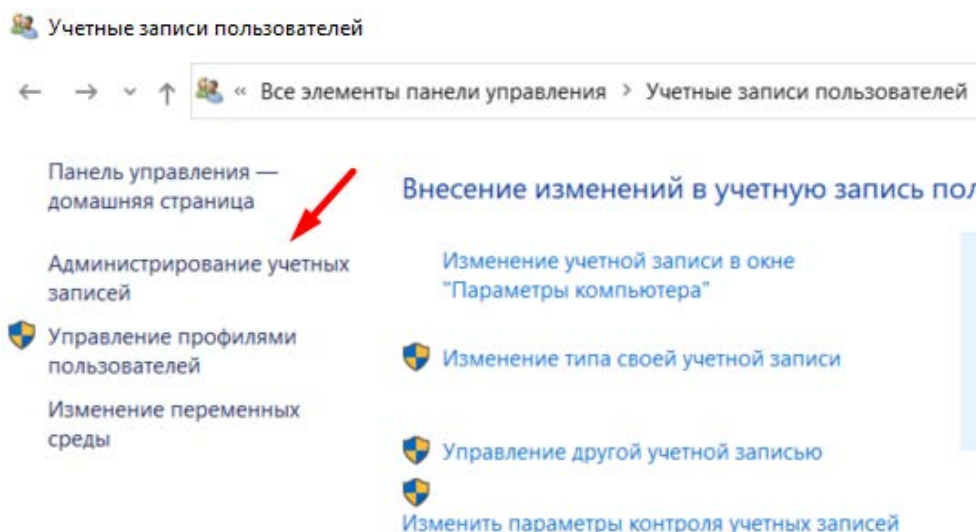 Учетные записи пользователей
« Все элементы панели управления > Учетные записи пользователей
Панель управления —
домашняя страница
Администрирование учетных
записей
Управление профилями
пользователей
Изменение переменных
среды
Внесение изменений в учетную запись
Изменение учетной записи в окне
"Параметры компьютера"
Изменение типа своей учетной записи
Управление другой учетной записью
Изменить параметры контроля учетных записей